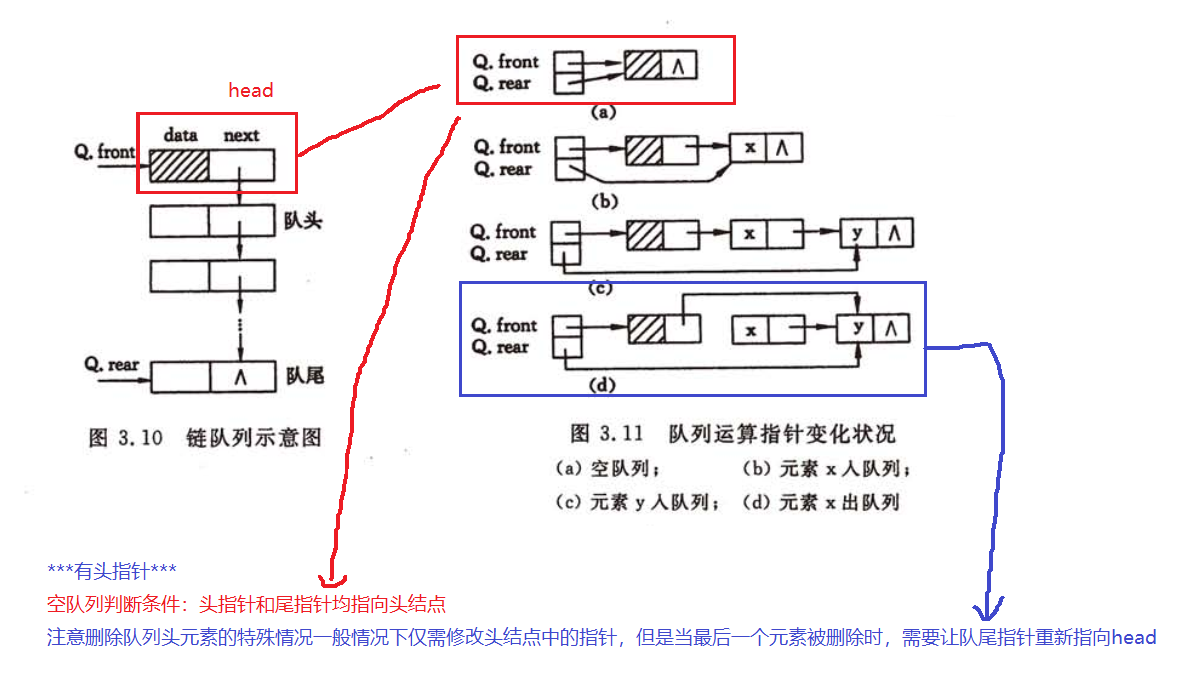 head
data next
Q. front
队头
Q. rear
∧
队尾
图 3.10 链队列示意图
Q. front
Q. rear
∧
(a)
Q. front
Q. rear
x ∧
(b)
Q. front
Q. rear
x y ∧
(c)
Q. front
Q. rear
x y ∧
(d)
图 3.11 队列运算指针变化状况
(a) 空队列; (b) 元素 x 入队列;
(c) 元素 y 入队列; (d) 元素 x 出队列
***有头指针***
空队列判断条件：头指针和尾指针均指向头结点
注意删除队列头元素的特殊情况一般情况下仅需修改头结点中的指针，但是当最后一个元素被删除时，需要让队尾指针重新指向head